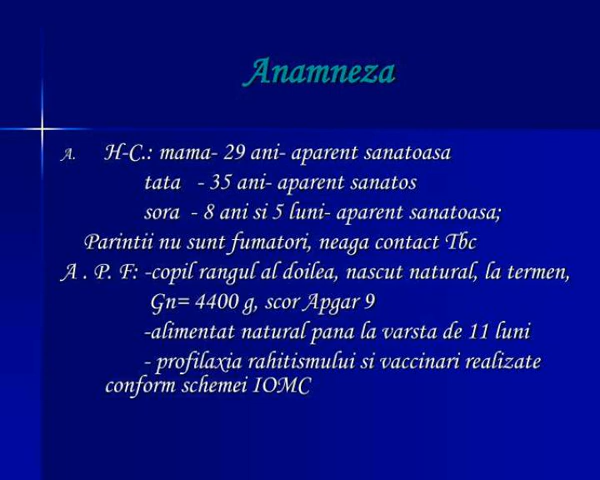 Anamneza
A. H-C.: mama- 29 ani- aparent sanatoasa
tata - 35 ani- aparent sanatos
sora - 8 ani si 5 luni- aparent sanatoasa;
Parintii nu sunt fumatori, neaga contact Tbc
A . P. F: -copil rangul al doilea, nascut natural, la termen,
Gn= 4400 g, scor Apgar 9
-alimentat natural pana la varsta de 11 luni
- profilaxia rahitismului si vaccinari realizate
conform schemei IOMC